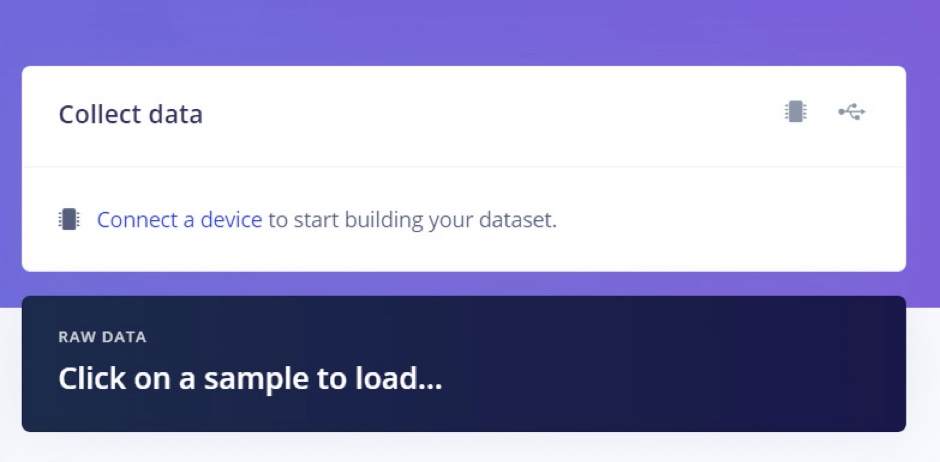 Collect data
Connect a device to start building your dataset.
RAW DATA
Click on a sample to load...